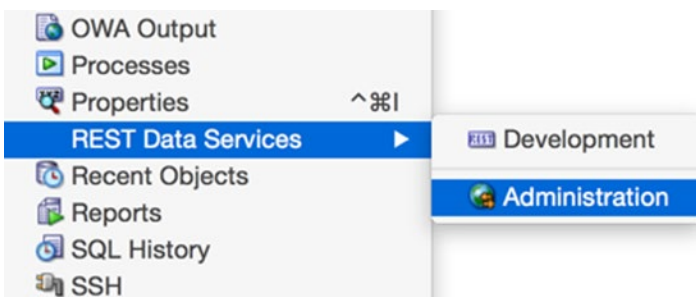 OWA Output
Processes
Properties ^⌘I
REST Data Services
Development
Recent Objects
Administration
Reports
SQL History
SSH